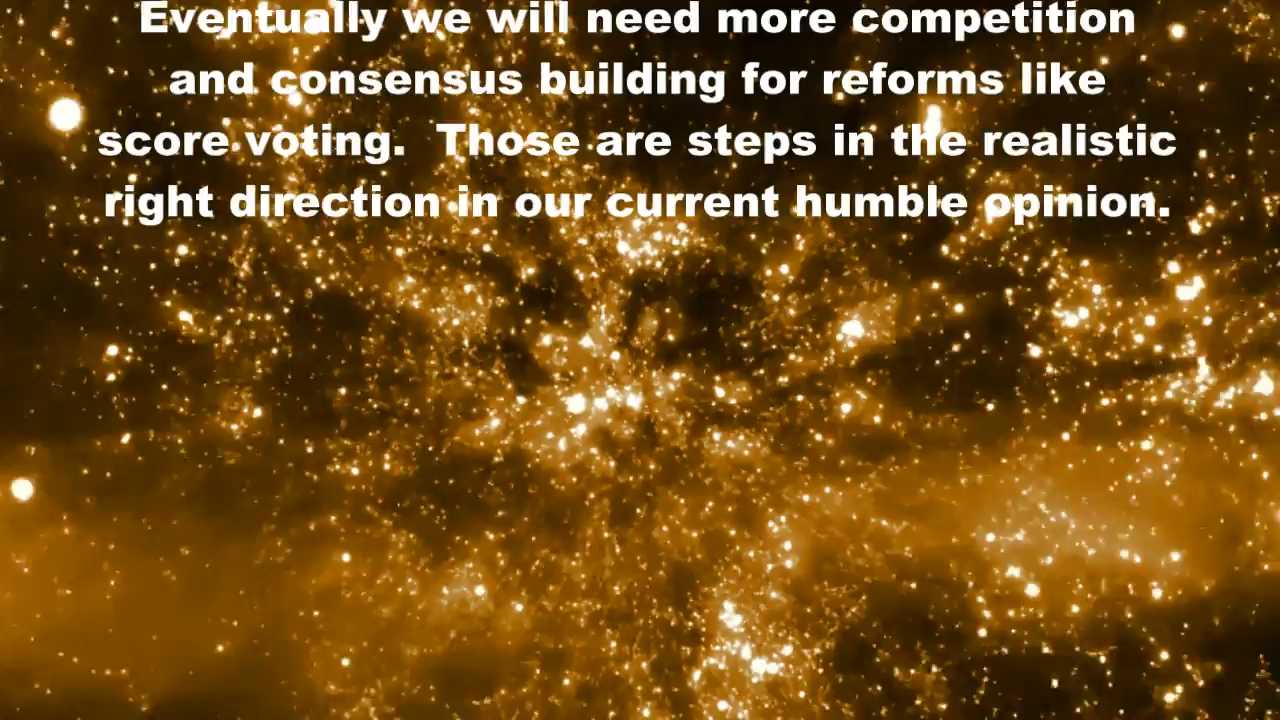 Eventually we will need more competition
and consensus building for reforms like
score voting.  Those are steps in the realistic
right direction in our current humble opinion.